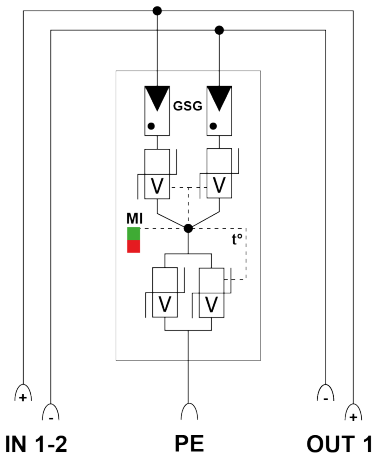 GSG
V V
MI
t°
V V
+ - - +
IN 1-2 PE OUT 1